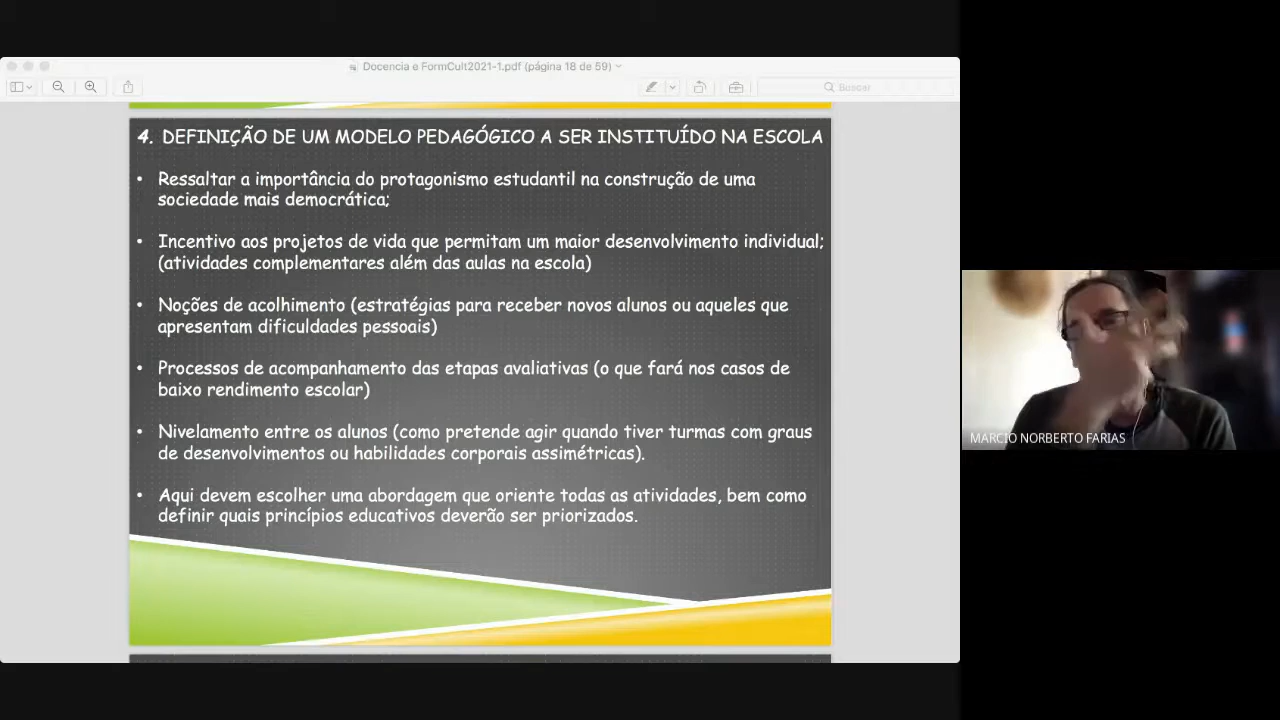 Docencia e FormCult2021-1.pdf (página 18 de 59)
Buscar
4. DEFINIÇÃO DE UM MODELO PEDAGÓGICO A SER INSTITUÍDO NA ESCOLA
• Ressaltar a importância do protagonismo estudantil na construção de uma
sociedade mais democrática;
• Incentivo aos projetos de vida que permitam um maior desenvolvimento individual;
(atividades complementares além das aulas na escola)
• Noções de acolhimento (estratégias para receber novos alunos ou aqueles que
apresentam dificuldades pessoais)
• Processos de acompanhamento das etapas avaliativas (o que fará nos casos de
baixo rendimento escolar)
• Nivelamento entre os alunos (como pretende agir quando tiver turmas com graus
de desenvolvimentos ou habilidades corporais assimétricas).
• Aqui devem escolher uma abordagem que oriente todas as atividades, bem como
definir quais princípios educativos deverão ser priorizados.
MARCIO NORBERTO FARIAS